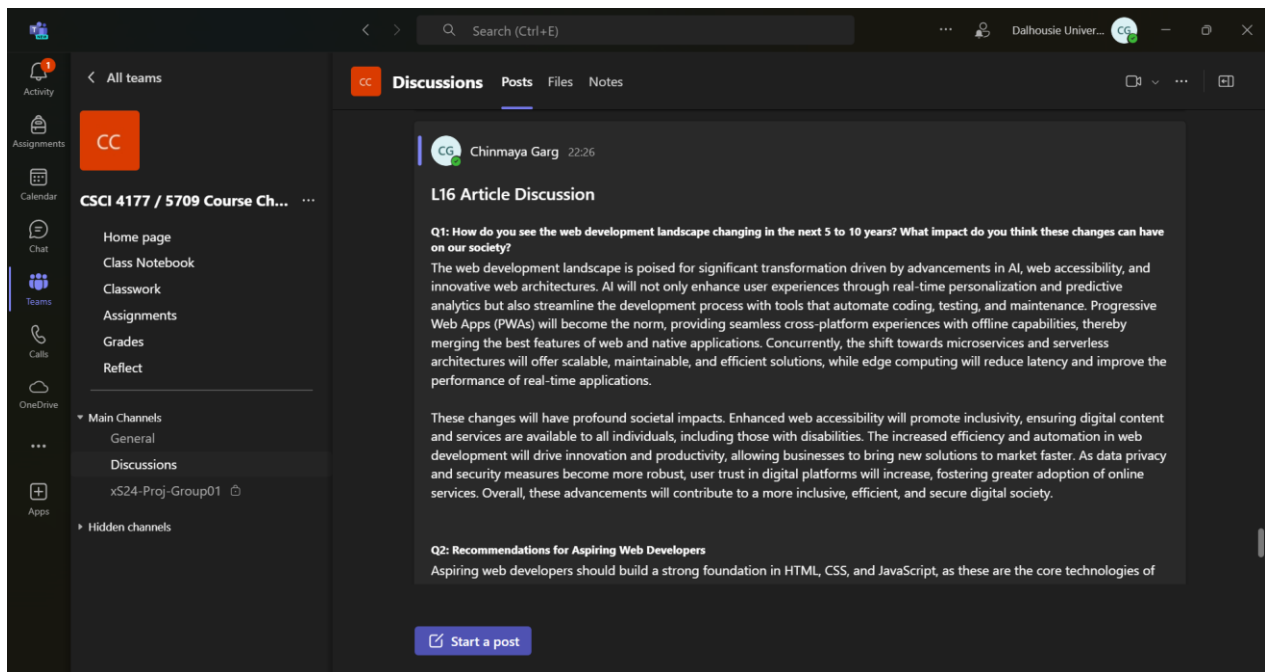 Search (Ctrl+E)
Dalhousie Univer...
CG
1
Activity
Assignments
Calendar
Chat
Teams
Calls
OneDrive
Apps
All teams
CC
CSCI 4177 / 5709 Course Ch...
Home page
Class Notebook
Classwork
Assignments
Grades
Reflect
Main Channels
General
Discussions
xS24-Proj-Group01
Hidden channels
CC
Discussions Posts Files Notes
CG
Chinmaya Garg 22:26
L16 Article Discussion
Q1: How do you see the web development landscape changing in the next 5 to 10 years? What impact do you think these changes can have
on our society?
The web development landscape is poised for significant transformation driven by advancements in AI, web accessibility, and
innovative web architectures. AI will not only enhance user experiences through real-time personalization and predictive
analytics but also streamline the development process with tools that automate coding, testing, and maintenance. Progressive
Web Apps (PWAs) will become the norm, providing seamless cross-platform experiences with offline capabilities, thereby
merging the best features of web and native applications. Concurrently, the shift towards microservices and serverless
architectures will offer scalable, maintainable, and efficient solutions, while edge computing will reduce latency and improve the
performance of real-time applications.
These changes will have profound societal impacts. Enhanced web accessibility will promote inclusivity, ensuring digital content
and services are available to all individuals, including those with disabilities. The increased efficiency and automation in web
development will drive innovation and productivity, allowing businesses to bring new solutions to market faster. As data privacy
and security measures become more robust, user trust in digital platforms will increase, fostering greater adoption of online
services. Overall, these advancements will contribute to a more inclusive, efficient, and secure digital society.
Q2: Recommendations for Aspiring Web Developers
Aspiring web developers should build a strong foundation in HTML, CSS, and JavaScript, as these are the core technologies of
Start a post